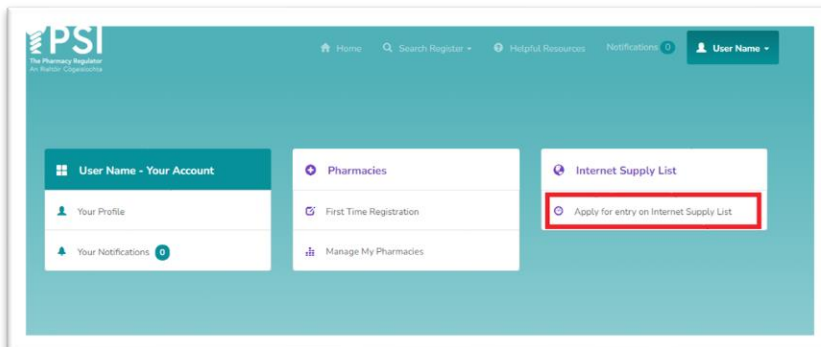 PSI
The Pharmacy Regulator
An Rialtóir Cógaisíochta
Home Search Register Helpful Resources Notifications 0 User Name
User Name - Your Account
Your Profile
Your Notifications 0
Pharmacies
First Time Registration
Manage My Pharmacies
Internet Supply List
Apply for entry on Internet Supply List